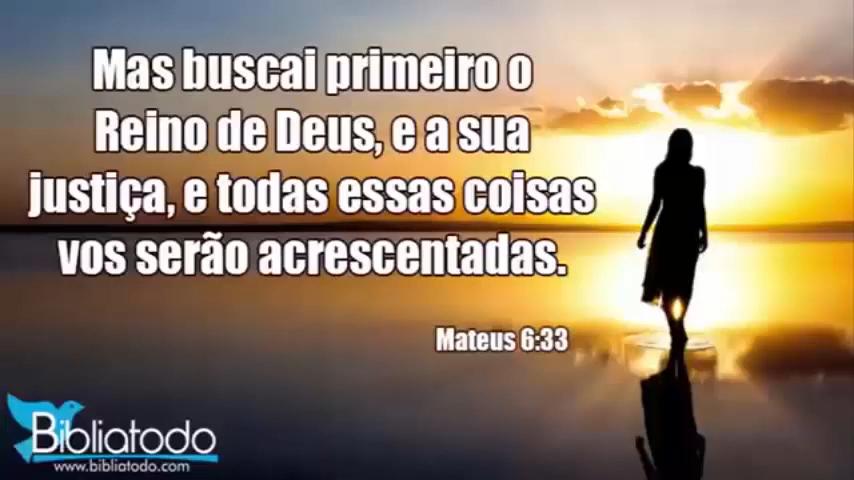 Mas buscai primeiro o
Reino de Deus, e a sua
justiça, e todas essas coisas
vos serão acrescentadas.
Mateus 6:33
Bibliatodo
www.bibliatodo.com